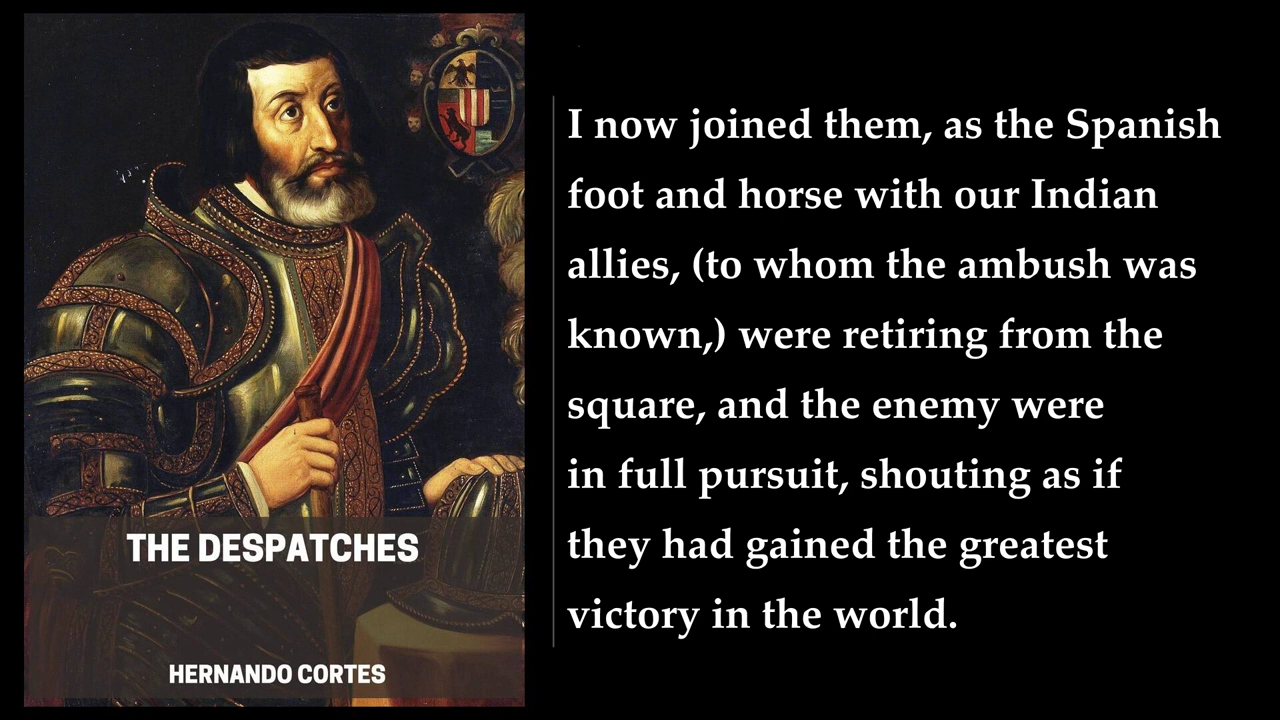 THE DESPATCHES
HERNANDO CORTES
I now joined them, as the Spanish
foot and horse with our Indian
allies, (to whom the ambush was
known,) were retiring from the
square, and the enemy were
in full pursuit, shouting as if
they had gained the greatest
victory in the world.